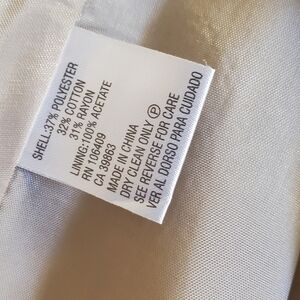 SHELL:37% POLYESTER
32% COTTON
31% RAYON
LINING:100% ACETATE
RN 106409
CA 39863
MADE IN CHINA
DRY CLEAN ONLY Ⓟ
SEE REVERSE FOR CARE
VER AL DORSO PARA CUIDADO